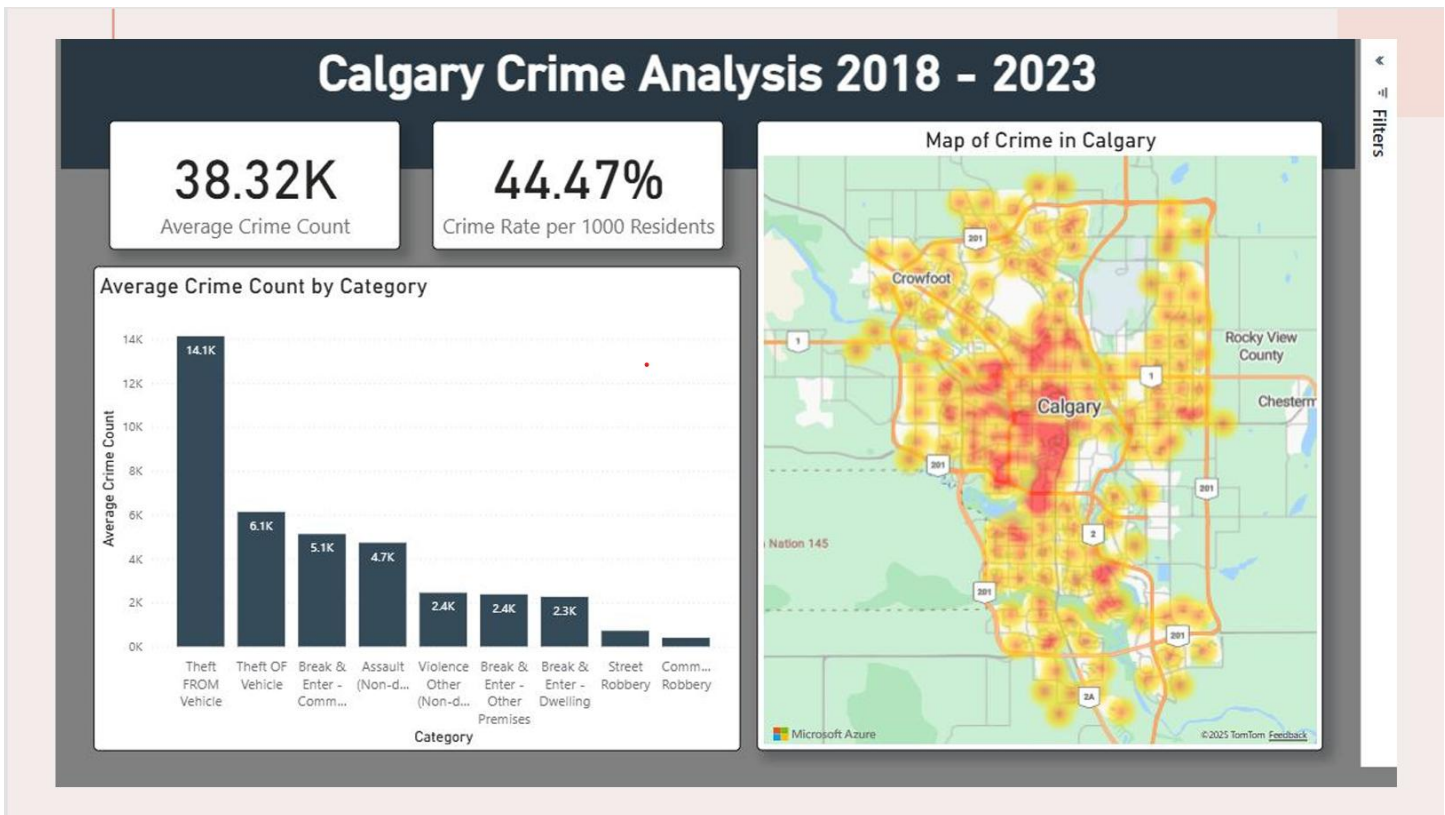 Calgary Crime Analysis 2018 - 2023
Filters
38.32K
Average Crime Count
44.47%
Crime Rate per 1000 Residents
Average Crime Count by Category
Average Crime Count
14K
12K
10K
8K
6K
4K
2K
0K
14.1K
6.1K
5.1K
4.7K
2.4K
2.4K
2.3K
Theft
FROM
Vehicle
Theft OF
Vehicle
Break &
Enter -
Comm...
Assault
(Non-d...
Violence
Other
(Non-d...
Break &
Enter -
Other
Premises
Break &
Enter -
Dwelling
Street
Robbery
Comm...
Robbery
Category
Map of Crime in Calgary
201
Crowfoot
1
Rocky View
County
1
Calgary
Chesterm
201
201
Nation 145
2
201
201
2A
Microsoft Azure
©2025 TomTom Feedback